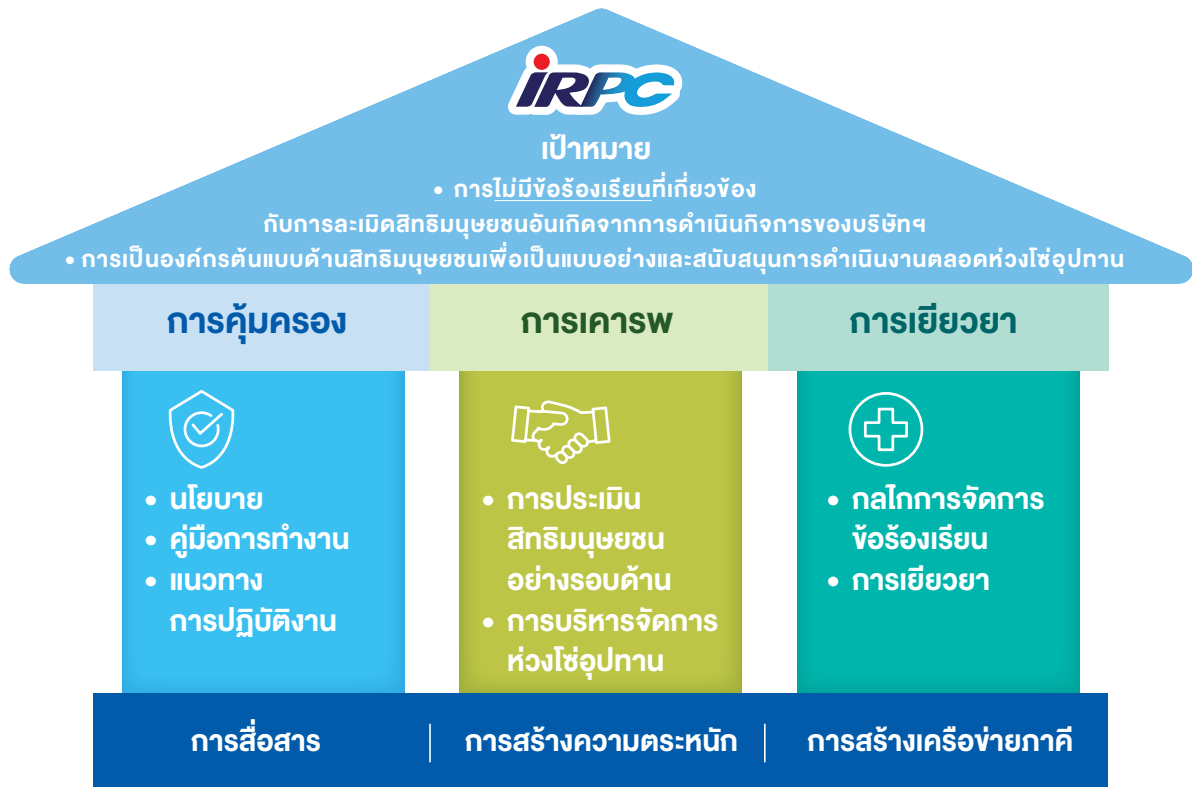 iRPC
เป้าหมาย
• การไม่มีข้อร้องเรียนที่เกี่ยวข้อง
กับการละเมิดสิทธิมนุษยชนอันเกิดจากการดำเนินกิจการของบริษัทฯ
• การเป็นองค์กรต้นแบบด้านสิทธิมนุษยชนเพื่อเป็นแบบอย่างและสนับสนุนการดำเนินงานตลอดห่วงโซ่อุปทาน
การคุ้มครอง
• นโยบาย
• คู่มือการทำงาน
• แนวทาง
การปฏิบัติงาน
การเคารพ
• การประเมิน
สิทธิมนุษยชน
อย่างรอบด้าน
• การบริหารจัดการ
ห่วงโซ่อุปทาน
การเยียวยา
• กลไกการจัดการ
ข้อร้องเรียน
• การเยียวยา
การสื่อสาร
การสร้างความตระหนัก
การสร้างเครือข่ายภาคี